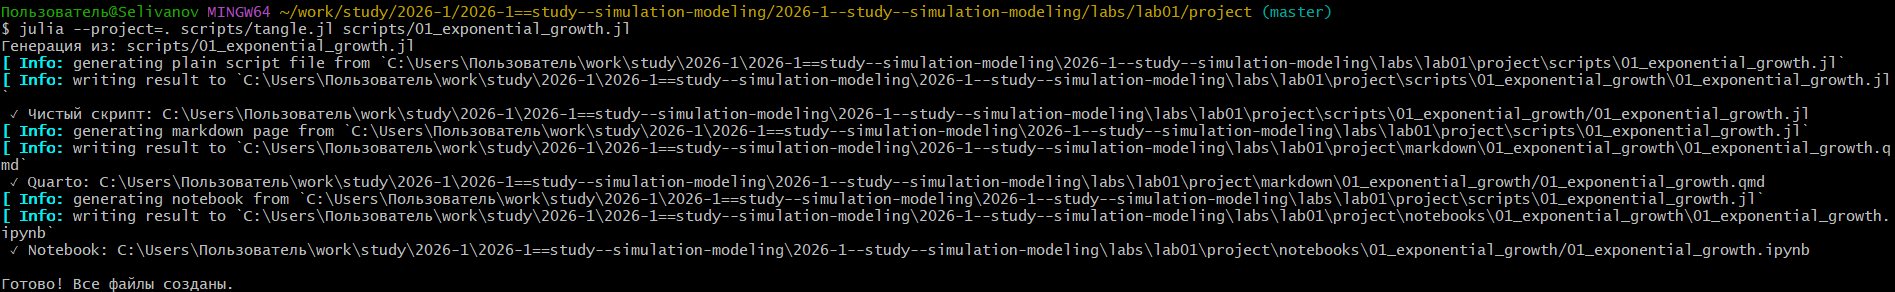 Пользователь@Selivanov MINGW64 ~/work/study/2026-1/2026-1==study--simulation-modeling/2026-1--study--simulation-modeling/labs/lab01/project (master)
$ julia --project=. scripts/tangle.jl scripts/01_exponential_growth.jl
Генерация из: scripts/01_exponential_growth.jl
[ Info: generating plain script file from `C:\Users\Пользователь\work\study\2026-1\2026-1==study--simulation-modeling\2026-1--study--simulation-modeling\labs\lab01\project\scripts\01_exponential_growth.jl`
[ Info: writing result to `C:\Users\Пользователь\work\study\2026-1\2026-1==study--simulation-modeling\2026-1--study--simulation-modeling\labs\lab01\project\scripts\01_exponential_growth\01_exponential_growth.jl
`
✓ Чистый скрипт: C:\Users\Пользователь\work\study\2026-1\2026-1==study--simulation-modeling\2026-1--study--simulation-modeling\labs\lab01\project\scripts\01_exponential_growth/01_exponential_growth.jl
[ Info: generating markdown page from `C:\Users\Пользователь\work\study\2026-1\2026-1==study--simulation-modeling\2026-1--study--simulation-modeling\labs\lab01\project\scripts\01_exponential_growth.jl`
[ Info: writing result to `C:\Users\Пользователь\work\study\2026-1\2026-1==study--simulation-modeling\2026-1--study--simulation-modeling\labs\lab01\project\markdown\01_exponential_growth\01_exponential_growth.q
md`
✓ Quarto: C:\Users\Пользователь\work\study\2026-1\2026-1==study--simulation-modeling\2026-1--study--simulation-modeling\labs\lab01\project\markdown\01_exponential_growth/01_exponential_growth.qmd
[ Info: generating notebook from `C:\Users\Пользователь\work\study\2026-1\2026-1==study--simulation-modeling\2026-1--study--simulation-modeling\labs\lab01\project\scripts\01_exponential_growth.jl`
[ Info: writing result to `C:\Users\Пользователь\work\study\2026-1\2026-1==study--simulation-modeling\2026-1--study--simulation-modeling\labs\lab01\project\notebooks\01_exponential_growth\01_exponential_growth.
ipynb`
✓ Notebook: C:\Users\Пользователь\work\study\2026-1\2026-1==study--simulation-modeling\2026-1--study--simulation-modeling\labs\lab01\project\notebooks\01_exponential_growth/01_exponential_growth.ipynb
Готово! Все файлы созданы.